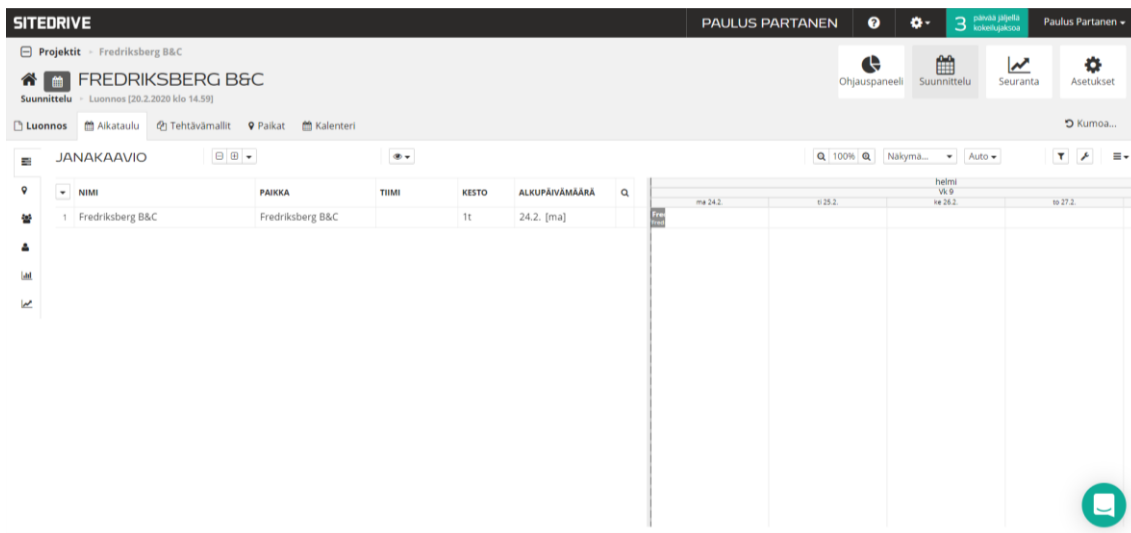 SITEDRIVE PAULUS PARTANEN 3 päivää jäljellä kokeilujaksoa Paulus Partanen
Projektit Fredriksberg B&C
FREDRIKSBERG B&C
Suunnittelu Luonnos [20.2.2020 klo 14.59]
Ohjauspaneeli Suunnittelu Seuranta Asetukset
Luonnos Aikataulu Tehtävämallit Paikat Kalenteri Kumoa...
JANAKAAVIO 100% Näkymä... Auto
NIMI PAIKKA TIIMI KESTO ALKUPÄIVÄMÄÄRÄ
helmi
Vk 9
ma 24.2. ti 25.2. ke 26.2. to 27.2.
1 Fredriksberg B&C Fredriksberg B&C 1t 24.2. [ma]